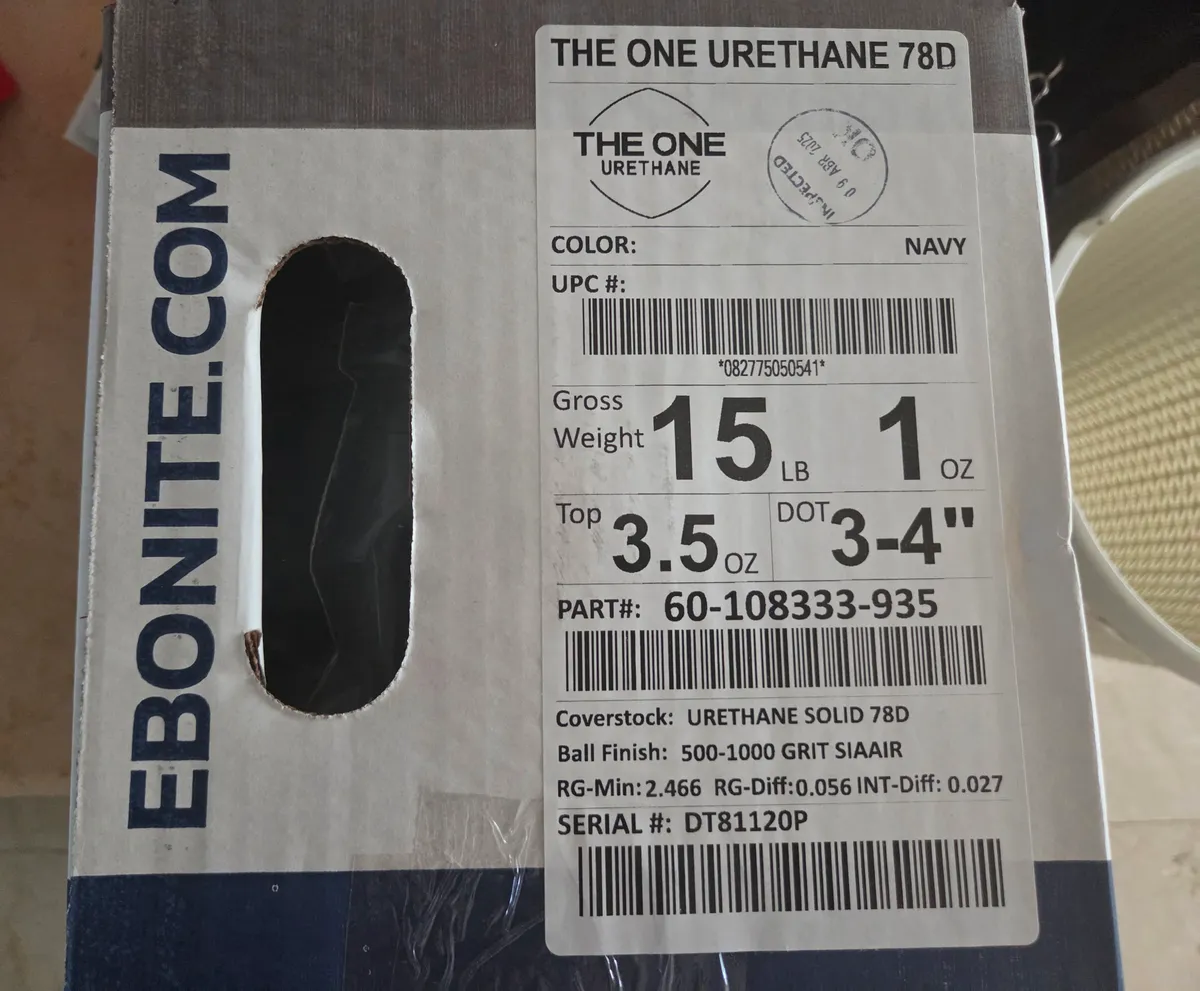 EBONITE.COM
THE ONE URETHANE 78D
THE ONE
URETHANE
OK
09 ABR 2025
INSPECTED
COLOR: NAVY
UPC #:
*082775050541*
Gross
Weight 15 LB 1 OZ
Top 3.5 OZ DOT 3-4"
PART#: 60-108333-935
Coverstock: URETHANE SOLID 78D
Ball Finish: 500-1000 GRIT SIAAIR
RG-Min: 2.466 RG-Diff:0.056 INT-Diff: 0.027
SERIAL #: DT81120P